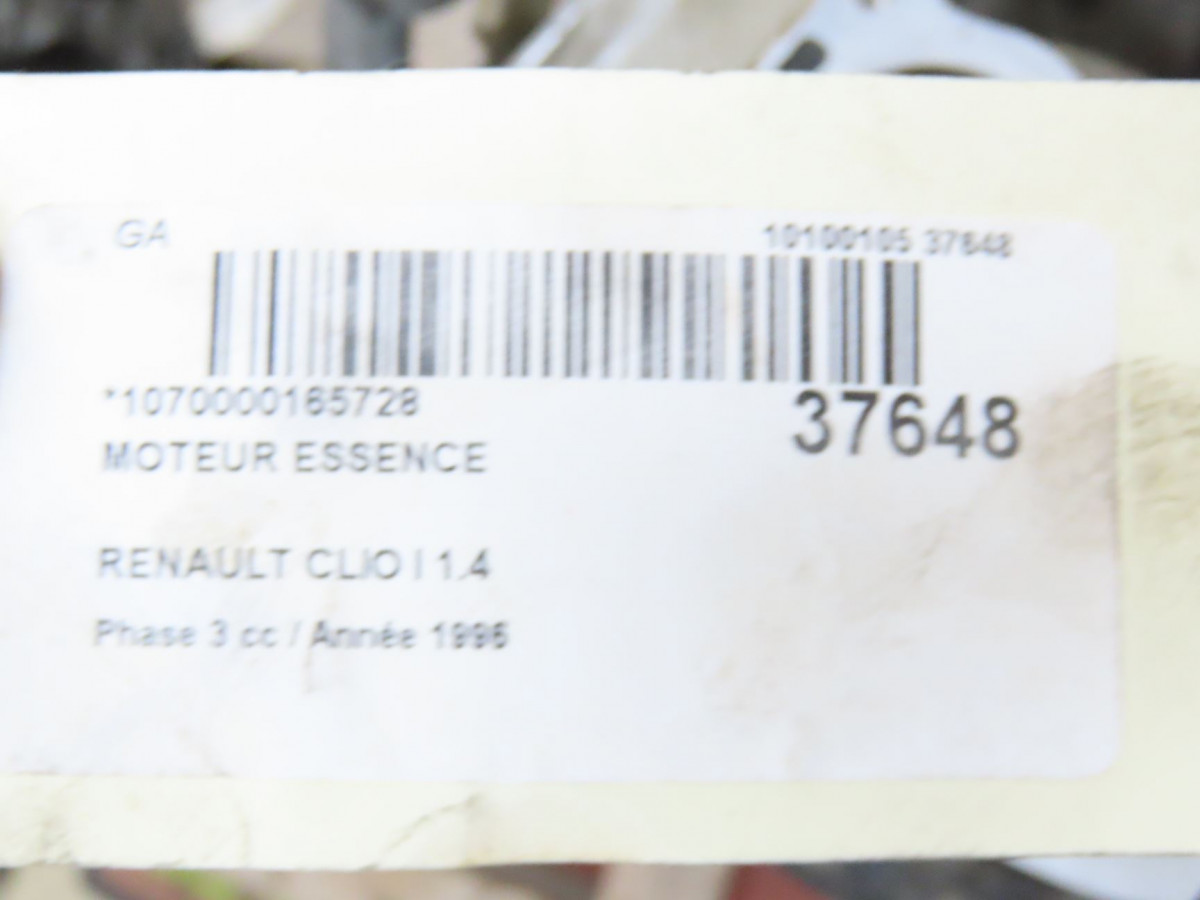 GA 10100105 37648
*1070000165728 37648
MOTEUR ESSENCE
RENAULT CLIO I 1.4
Phase 3 cc / Année 1996